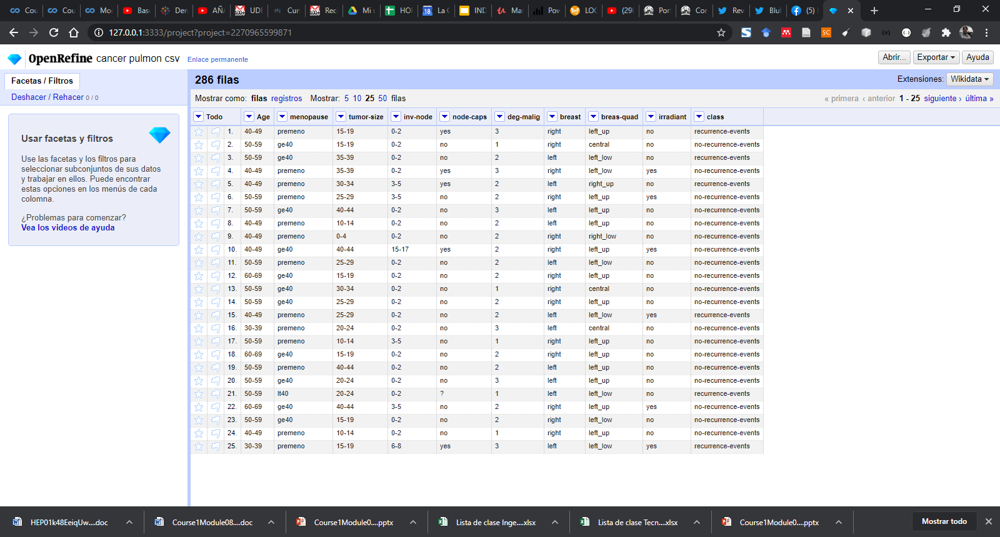 Cou Cou Mod Bas Der AÑA UDE Cur Rec Mi HO La C IND Ma Pow LOC (290 Por Cor Rev Blu (5)
127.0.0.1:3333/project?project=2270965599871
OpenRefine cancer pulmon csv Enlace permanente Abrir... Exportar Ayuda
Facetas / Filtros 286 filas Extensiones: Wikidata
Deshacer / Rehacer 0 / 0 Mostrar como: filas registros Mostrar: 5 10 25 50 filas « primera ‹ anterior 1 - 25 siguiente › última »
Usar facetas y filtros
Use las facetas y los filtros para
seleccionar subconjuntos de sus datos
y trabajar en ellos. Puede encontrar
estas opciones en los menús de cada
colomna.
¿Problemas para comenzar?
Vea los videos de ayuda
Todo Age menopause tumor-size inv-node node-caps deg-malig breast breas-quad irradiant class
1. 40-49 premeno 15-19 0-2 yes 3 right left_up no recurrence-events
2. 50-59 ge40 15-19 0-2 no 1 right central no no-recurrence-events
3. 50-59 ge40 35-39 0-2 no 2 left left_low no recurrence-events
4. 40-49 premeno 35-39 0-2 yes 3 right left_low yes no-recurrence-events
5. 40-49 premeno 30-34 3-5 yes 2 left right_up no recurrence-events
6. 50-59 premeno 25-29 3-5 no 2 right left_up yes no-recurrence-events
7. 50-59 ge40 40-44 0-2 no 3 left left_up no no-recurrence-events
8. 40-49 premeno 10-14 0-2 no 2 left left_up no no-recurrence-events
9. 40-49 premeno 0-4 0-2 no 2 right right_low no no-recurrence-events
10. 40-49 ge40 40-44 15-17 yes 2 right left_up yes no-recurrence-events
11. 50-59 premeno 25-29 0-2 no 2 left left_low no no-recurrence-events
12. 60-69 ge40 15-19 0-2 no 2 right left_up no no-recurrence-events
13. 50-59 ge40 30-34 0-2 no 1 right central no no-recurrence-events
14. 50-59 ge40 25-29 0-2 no 2 right left_up no no-recurrence-events
15. 40-49 premeno 25-29 0-2 no 2 left left_low yes recurrence-events
16. 30-39 premeno 20-24 0-2 no 3 left central no no-recurrence-events
17. 50-59 premeno 10-14 3-5 no 1 right left_up no no-recurrence-events
18. 60-69 ge40 15-19 0-2 no 2 right left_up no no-recurrence-events
19. 50-59 premeno 40-44 0-2 no 2 left left_up no no-recurrence-events
20. 50-59 ge40 20-24 0-2 no 3 left left_up no no-recurrence-events
21. 50-59 lt40 20-24 0-2 ? 1 left left_low no recurrence-events
22. 60-69 ge40 40-44 3-5 no 2 right left_up yes no-recurrence-events
23. 50-59 ge40 15-19 0-2 no 2 right left_low no no-recurrence-events
24. 40-49 premeno 10-14 0-2 no 1 right left_up no no-recurrence-events
25. 30-39 premeno 15-19 6-8 yes 3 left left_low yes recurrence-events
HEP01k48EeiqUw....doc Course1Module08....doc Course1Module0....pptx Lista de clase Inge....xlsx Lista de clase Tecn....xlsx Course1Module0....pptx Mostrar todo